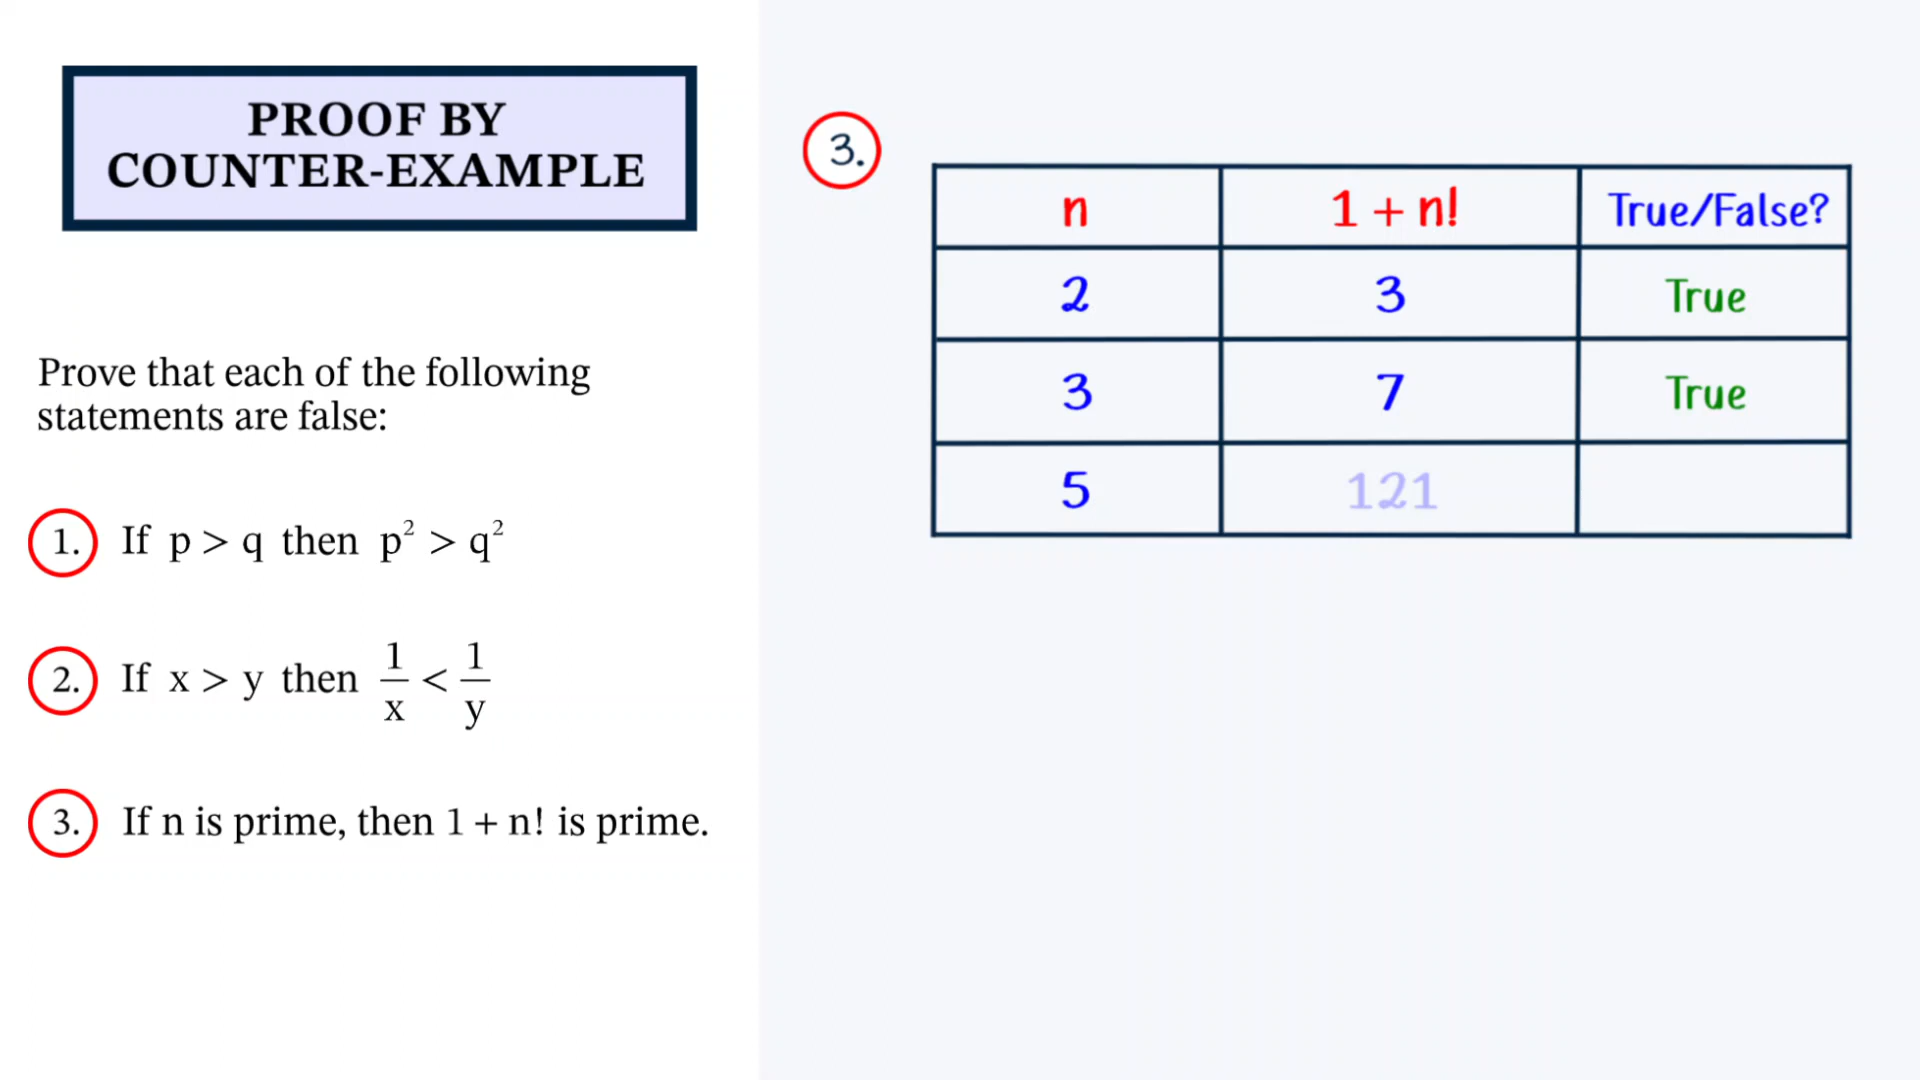 PROOF BY
COUNTER-EXAMPLE
Prove that each of the following
statements are false:
1. If p > q then p² > q²
2. If x > y then 1/x < 1/y
3. If n is prime, then 1 + n! is prime.
3.
n 1 + n! True/False?
2 3 True
3 7 True
5 121